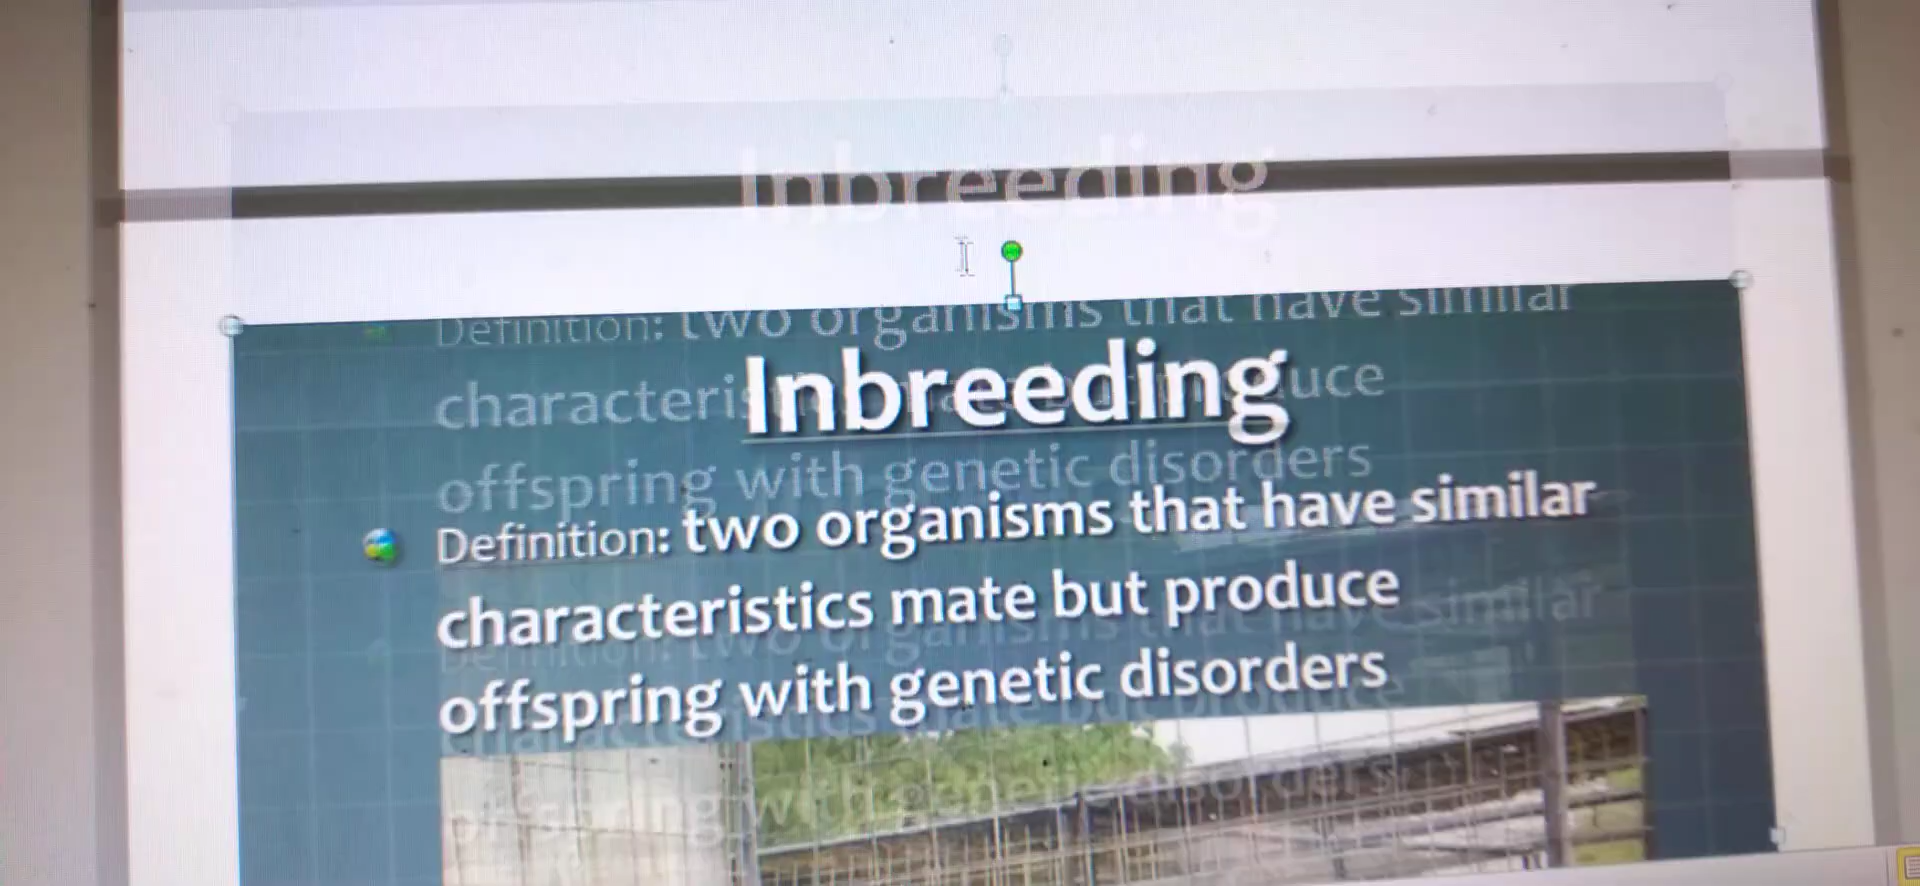 Inbreeding
Definition: two organisms that have similar
characteristics mate but produce
offspring with genetic disorders